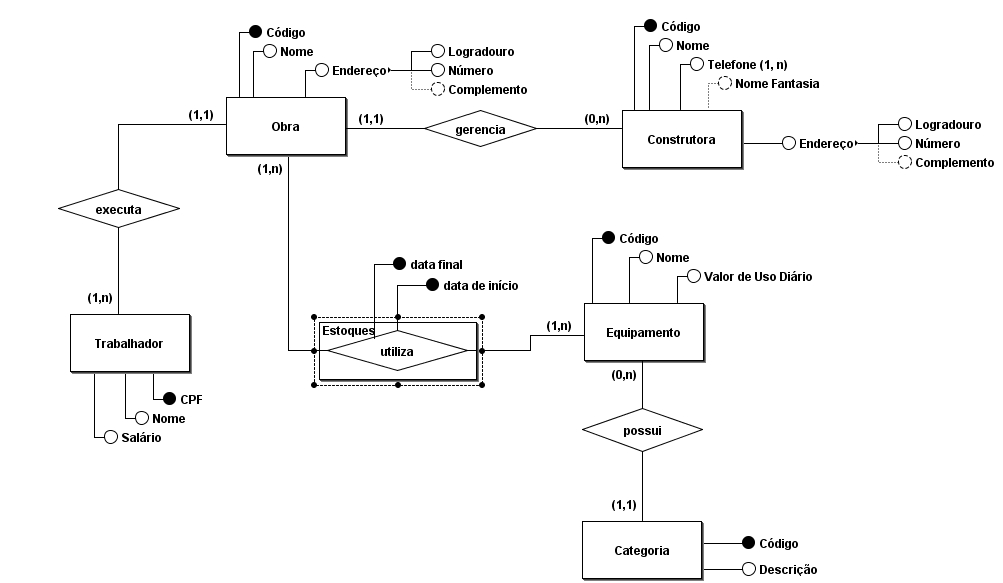 Código
Nome
Endereço
Logradouro
Número
Complemento
Código
Nome
Telefone (1, n)
Nome Fantasia
(1,1)
Obra
(1,1)
gerencia
(0,n)
Construtora
Endereço
Logradouro
Número
Complemento
(1,n)
executa
(1,n)
Trabalhador
CPF
Nome
Salário
data final
data de início
Estoques
utiliza
(1,n)
Código
Nome
Valor de Uso Diário
Equipamento
(0,n)
possui
(1,1)
Categoria
Código
Descrição